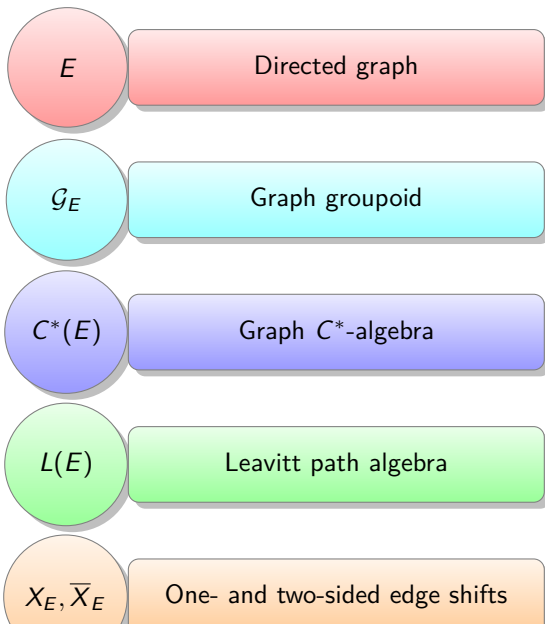 E Directed graph
𝒢_E Graph groupoid
C*(E) Graph C*-algebra
L(E) Leavitt path algebra
X_E, X̅_E One- and two-sided edge shifts